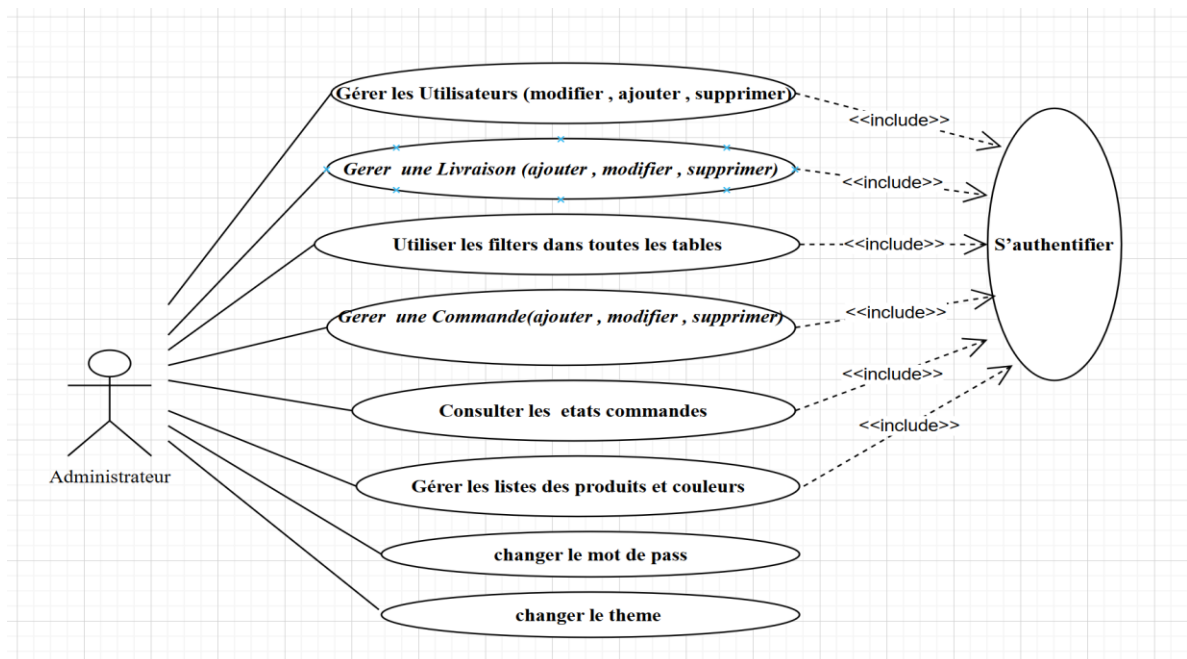 Gérer les Utilisateurs (modifier , ajouter , supprimer)
<<include>>
Gerer une Livraison (ajouter , modifier , supprimer)
<<include>>
Utiliser les filters dans toutes les tables
<<include>>
S'authentifier
Gerer une Commande(ajouter , modifier , supprimer)
<<include>>
Consulter les etats commandes
<<include>>
Gérer les listes des produits et couleurs
<<include>>
Administrateur
changer le mot de pass
changer le theme